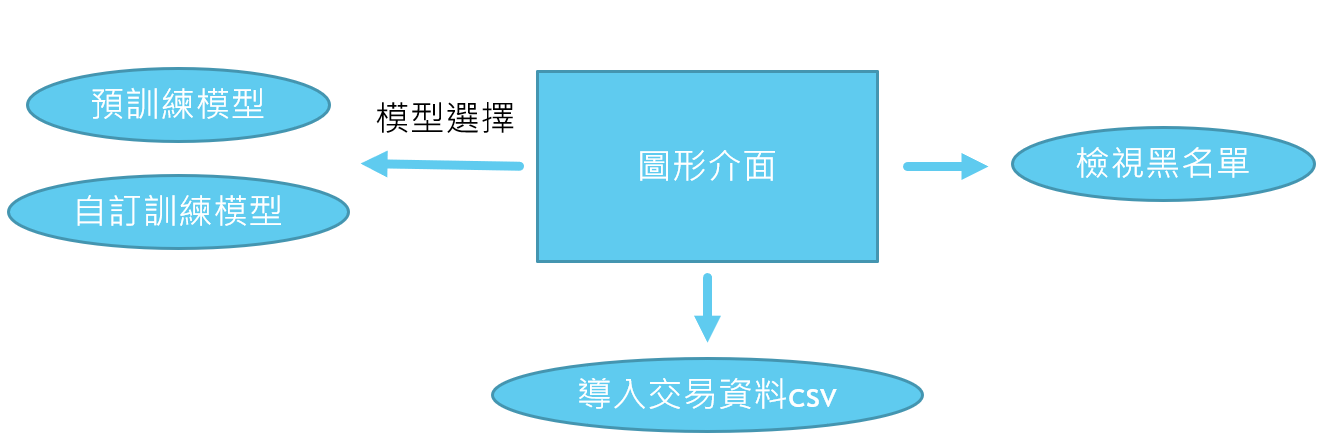 預訓練模型
自訂訓練模型
模型選擇
圖形介面
檢視黑名單
導入交易資料csv